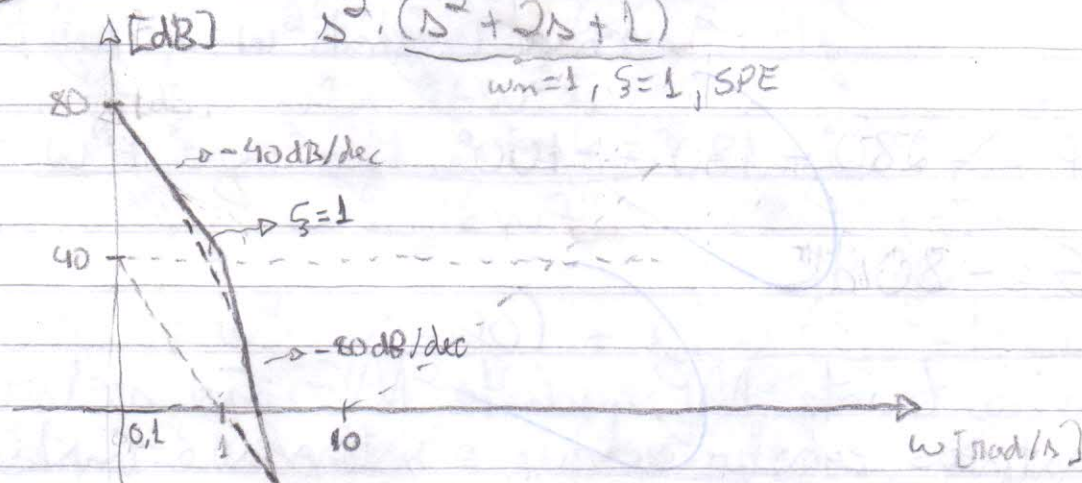 [dB] s². (s² + 2s + 1)
wn=1, ξ=1, SPE
80
-40dB/dec
ξ=1
40
-80dB/dec
0,1 1 10
w [rad/s]